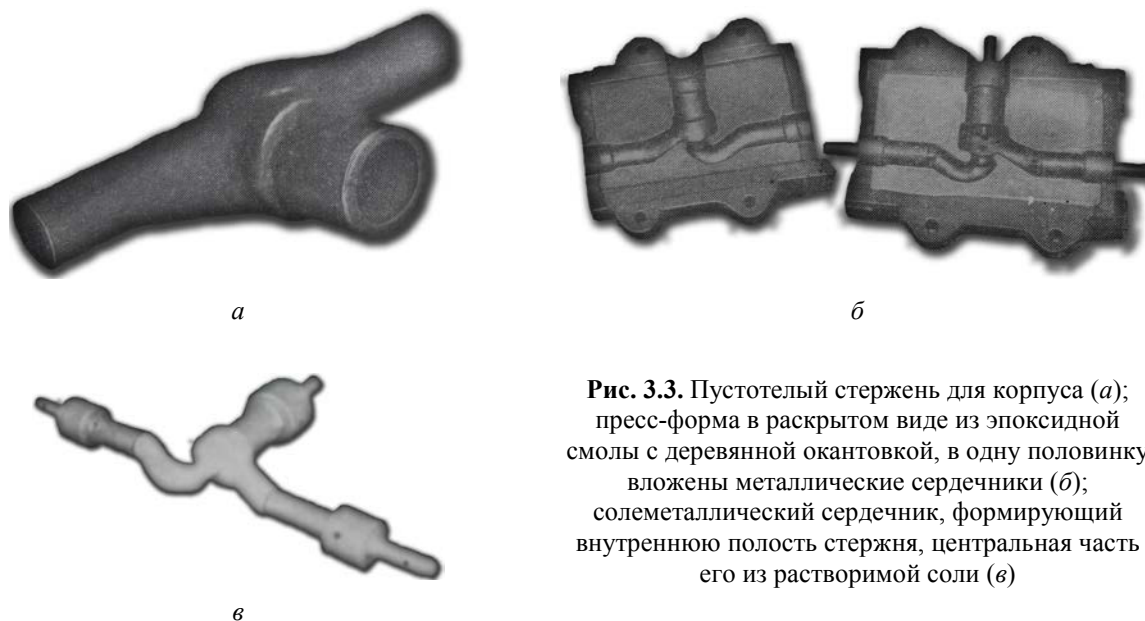 а
б
Рис. 3.3. Пустотелый стержень для корпуса (а);
пресс-форма в раскрытом виде из эпоксидной
смолы с деревянной окантовкой, в одну половинку
вложены металлические сердечники (б);
солеметаллический сердечник, формирующий
внутреннюю полость стержня, центральная часть
его из растворимой соли (в)
в